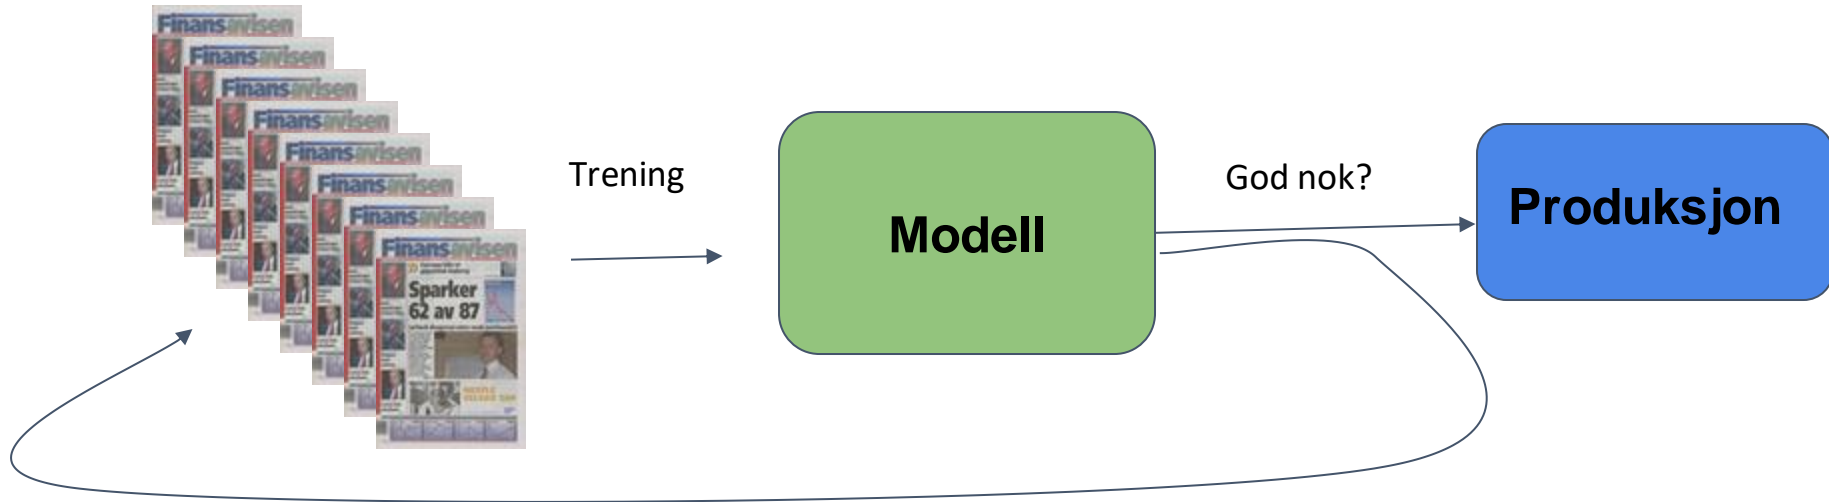 Finansavisen
Finansavisen
Finansavisen
Finansavisen
Finansavisen
Finansavisen
Finansavisen
Finansavisen
Sparker
62 av 87
Trening
Modell
God nok?
Produksjon